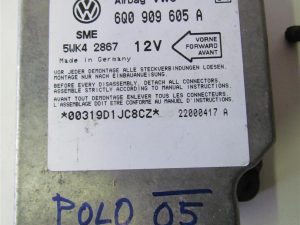 Airbag VW6
6Q0 909 605 A
SME
5WK4 2867 12V
VORNE
FORWARD
AVANT
Made in Germany
VOR JEDER DEMONTAGE ALLE STECKVERBINDUNGEN LOESEN.
MONTAGE NUR NACH EINBAUANWEISUNG.
BEFORE EVERY DISASSEMBLY, DETACH ALL CONNECTORS.
ASSEMBLE STRICTLY ACCORDING TO MANUAL INSTRUCTIONS.
AVANT TOUT DEMONTAGE ENLEVER TOUS LES CONNECTEURS.
L'ASSEMBLAGE DOIT ETRE CONFORME AU MANUEL D'INSTRUCTIONS.
*00319D1JC8CZ* 22000417 A
POLO 05